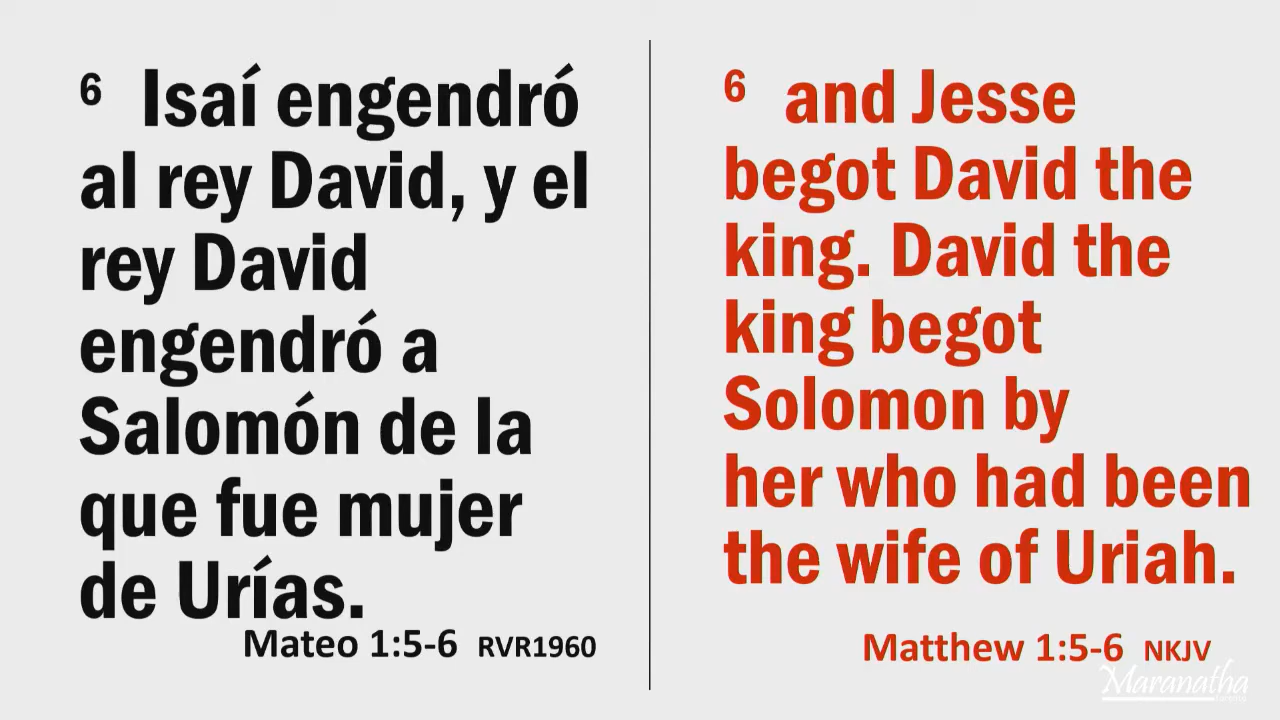 6 Isaí engendró
al rey David, y el
rey David
engendró a
Salomón de la
que fue mujer
de Urías.
Mateo 1:5-6 RVR1960
6 and Jesse
begot David the
king. David the
king begot
Solomon by
her who had been
the wife of Uriah.
Matthew 1:5-6 NKJV
Maranatha